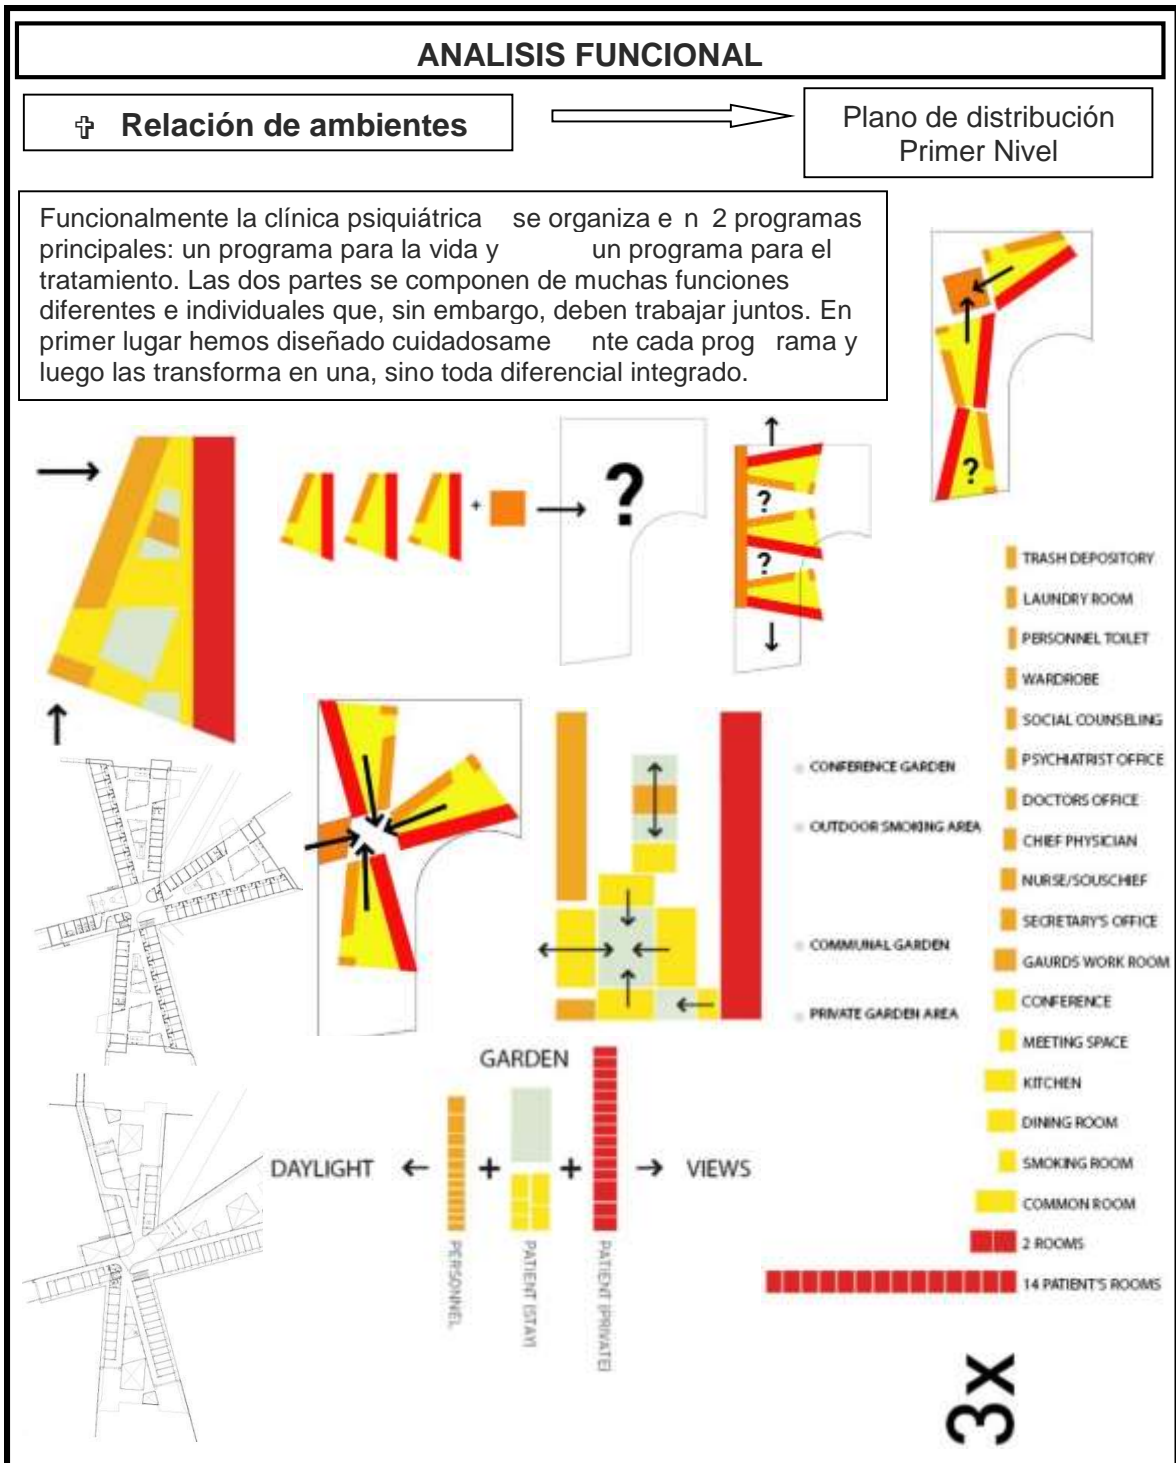 ANALISIS FUNCIONAL
✞ Relación de ambientes
Plano de distribución
Primer Nivel
Funcionalmente la clínica psiquiátrica se organiza e n 2 programas
principales: un programa para la vida y un programa para el
tratamiento. Las dos partes se componen de muchas funciones
diferentes e individuales que, sin embargo, deben trabajar juntos. En
primer lugar hemos diseñado cuidadosame nte cada prog rama y
luego las transforma en una, sino toda diferencial integrado.
?
+
?
?
?
TRASH DEPOSITORY
LAUNDRY ROOM
PERSONNEL TOILET
WARDROBE
SOCIAL COUNSELING
PSYCHIATRIST OFFICE
DOCTORS OFFICE
CHIEF PHYSICIAN
NURSE/SOUSCHIEF
SECRETARY'S OFFICE
GAURDS WORK ROOM
CONFERENCE
MEETING SPACE
KITCHEN
DINING ROOM
SMOKING ROOM
COMMON ROOM
2 ROOMS
14 PATIENT'S ROOMS
CONFERENCE GARDEN
OUTDOOR SMOKING AREA
COMMUNAL GARDEN
PRIVATE GARDEN AREA
GARDEN
DAYLIGHT ← + + → VIEWS
PERSONNEL
PATIENT (STAY)
PATIENT (PRIVATE)
3x